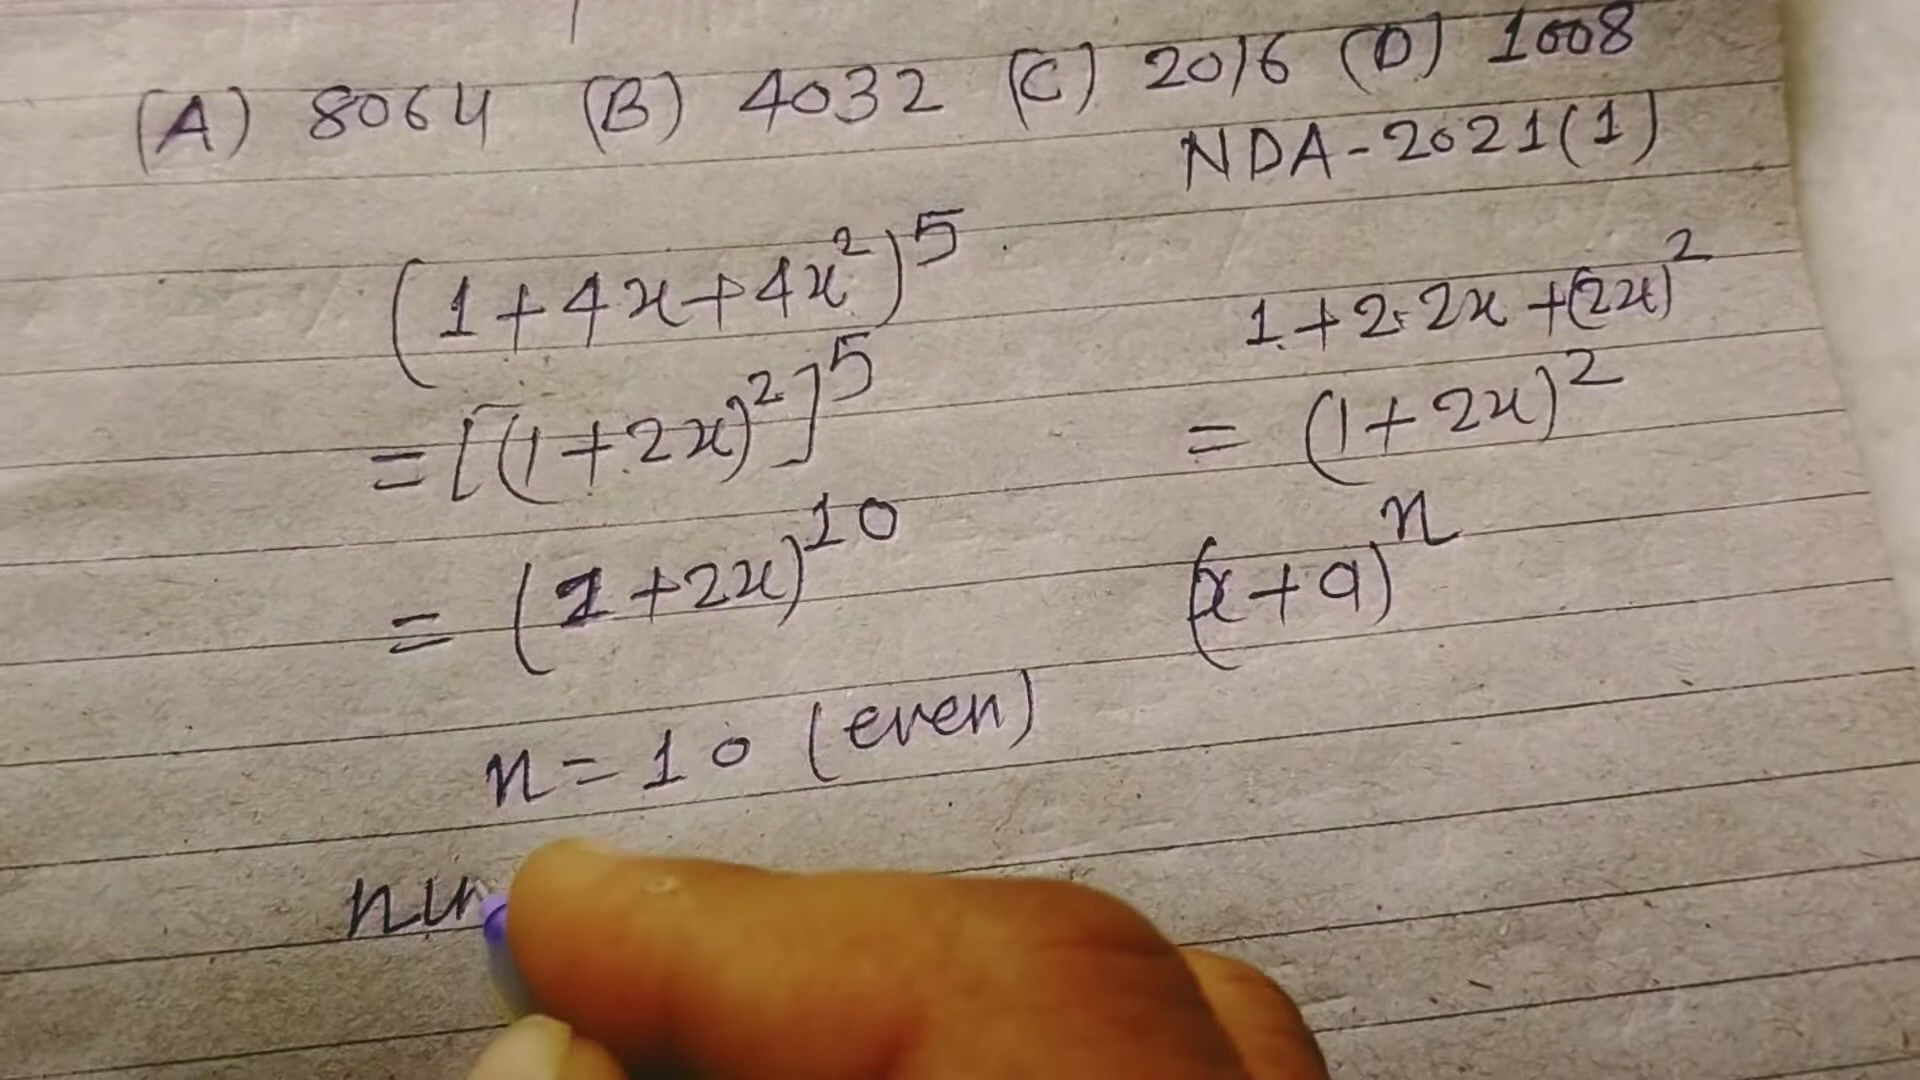 (A) 8064 (B) 4032 (C) 2016 (D) 1008
NDA-2021(1)
(1+4x+4x²)⁵
1+2.2x+(2x)²
=[(1+2x)²]⁵
= (1+2x)²
= (1+2x)¹⁰
(x+a)ⁿ
n=10 (even)